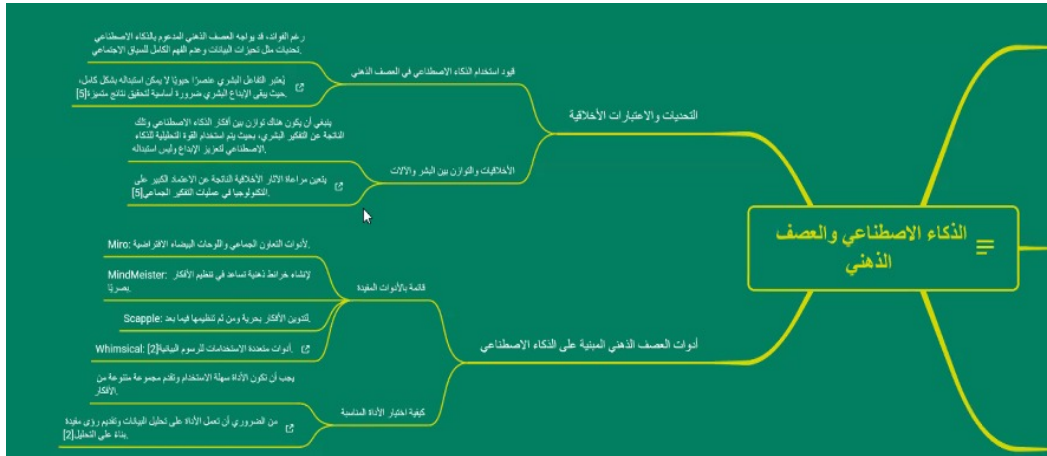 الذكاء الاصطناعي والعصف
الذهني
التحديات والاعتبارات الأخلاقية
قيود استخدام الذكاء الاصطناعي في العصف الذهني
رغم الفوائد، قد يواجه العصف الذهني المدعوم بالذكاء الاصطناعي
تحديات مثل تحيزات البيانات وعدم الفهم الكامل للسياق الاجتماعي.
يُعتبر التفاعل البشري عنصرًا حيويًا لا يمكن استبداله بشكل كامل،
حيث يبقى الإبداع البشري ضرورة أساسية لتحقيق نتائج متميزة[5].
الأخلاقيات والتوازن بين البشر والآلات
ينبغي أن يكون هناك توازن بين أفكار الذكاء الاصطناعي وتلك
الناتجة عن التفكير البشري، بحيث يتم استخدام القوة التحليلية للذكاء
الاصطناعي لتعزيز الإبداع وليس استبداله.
يتعين مراعاة الآثار الأخلاقية الناتجة عن الاعتماد الكبير على
التكنولوجيا في عمليات التفكير الجماعي[5].
أدوات العصف الذهني المبنية على الذكاء الاصطناعي
قائمة بالأدوات المفيدة
Miro: لأدوات التعاون الجماعي واللوحات البيضاء الافتراضية.
MindMeister: لإنشاء خرائط ذهنية تساعد في تنظيم الأفكار
بصريًا.
Scapple: لتدوين الأفكار بحرية ومن ثم تنظيمها فيما بعد.
Whimsical: أدوات متعددة الاستخدامات للرسوم البيانية[2].
كيفية اختيار الأداة المناسبة
يجب أن تكون الأداة سهلة الاستخدام وتقدم مجموعة متنوعة من
الأفكار.
من الضروري أن تعمل الأداة على تحليل البيانات وتقديم رؤى مفيدة
بناءً على التحليل[2].